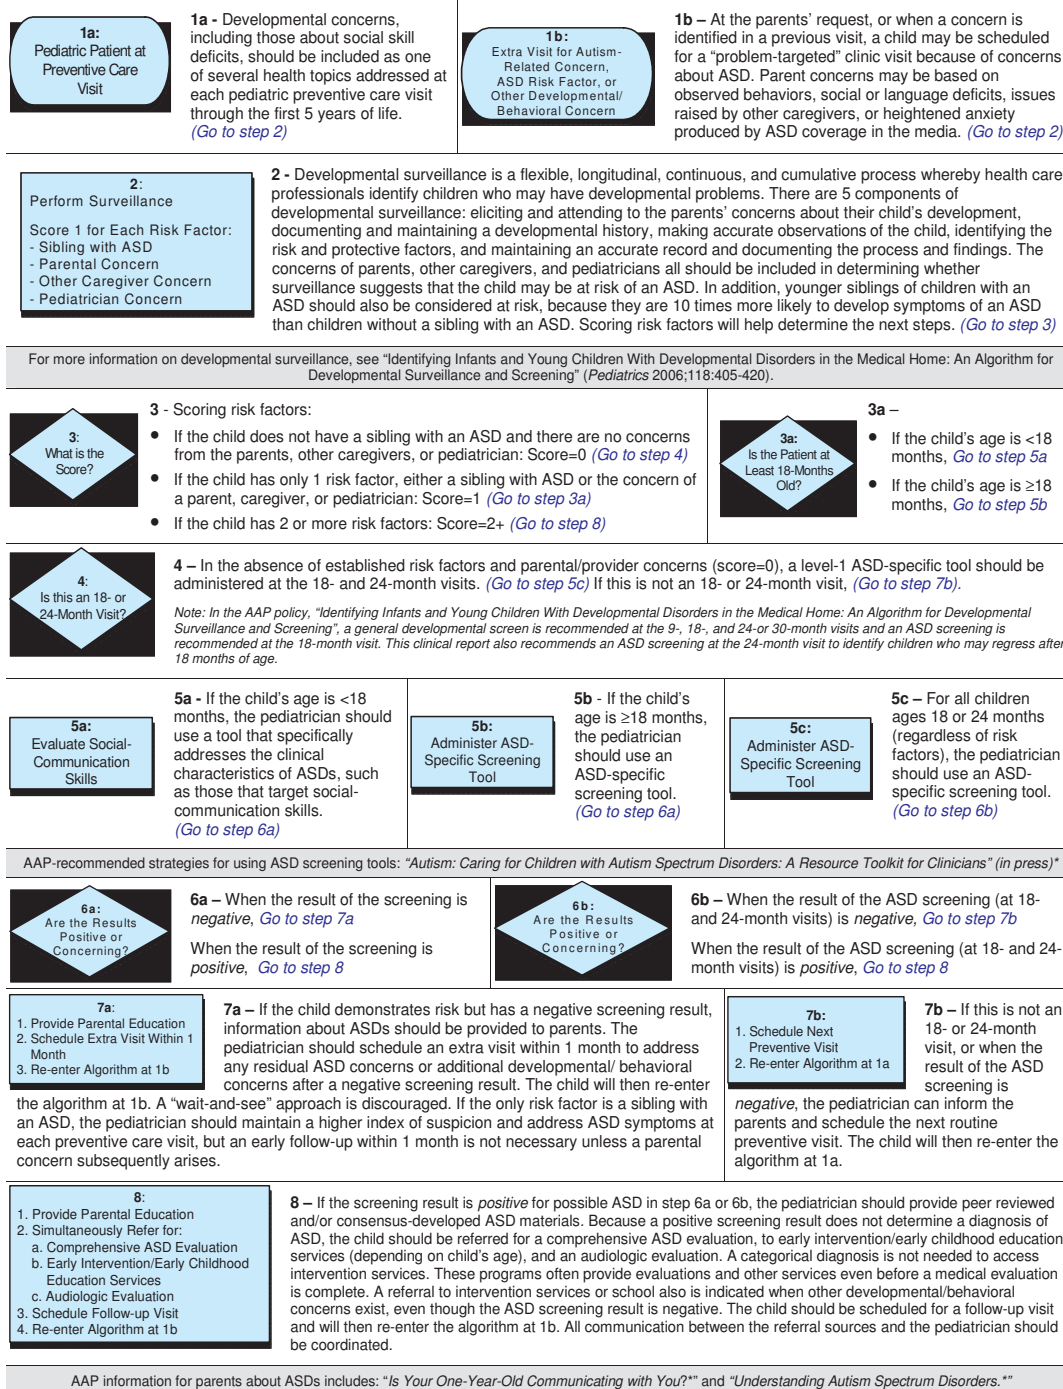 1a:
Pediatric Patient at
Preventive Care
Visit
1a - Developmental concerns,
including those about social skill
deficits, should be included as one
of several health topics addressed at
each pediatric preventive care visit
through the first 5 years of life.
(Go to step 2)
1b:
Extra Visit for Autism-
Related Concern,
ASD Risk Factor, or
Other Developmental/
Behavioral Concern
1b – At the parents’ request, or when a concern is
identified in a previous visit, a child may be scheduled
for a “problem-targeted” clinic visit because of concerns
about ASD. Parent concerns may be based on
observed behaviors, social or language deficits, issues
raised by other caregivers, or heightened anxiety
produced by ASD coverage in the media. (Go to step 2)
2:
Perform Surveillance
Score 1 for Each Risk Factor:
- Sibling with ASD
- Parental Concern
- Other Caregiver Concern
- Pediatrician Concern
2 - Developmental surveillance is a flexible, longitudinal, continuous, and cumulative process whereby health care
professionals identify children who may have developmental problems. There are 5 components of
developmental surveillance: eliciting and attending to the parents’ concerns about their child’s development,
documenting and maintaining a developmental history, making accurate observations of the child, identifying the
risk and protective factors, and maintaining an accurate record and documenting the process and findings. The
concerns of parents, other caregivers, and pediatricians all should be included in determining whether
surveillance suggests that the child may be at risk of an ASD. In addition, younger siblings of children with an
ASD should also be considered at risk, because they are 10 times more likely to develop symptoms of an ASD
than children without a sibling with an ASD. Scoring risk factors will help determine the next steps. (Go to step 3)
For more information on developmental surveillance, see “Identifying Infants and Young Children With Developmental Disorders in the Medical Home: An Algorithm for
Developmental Surveillance and Screening” (Pediatrics 2006;118:405-420).
3:
What is the
Score?
3 - Scoring risk factors:
• If the child does not have a sibling with an ASD and there are no concerns
from the parents, other caregivers, or pediatrician: Score=0 (Go to step 4)
• If the child has only 1 risk factor, either a sibling with ASD or the concern of
a parent, caregiver, or pediatrician: Score=1 (Go to step 3a)
• If the child has 2 or more risk factors: Score=2+ (Go to step 8)
3a:
Is the Patient at
Least 18-Months
Old?
3a –
• If the child’s age is <18
months, Go to step 5a
• If the child’s age is ≥18
months, Go to step 5b
4:
Is this an 18- or
24-Month Visit?
4 – In the absence of established risk factors and parental/provider concerns (score=0), a level-1 ASD-specific tool should be
administered at the 18- and 24-month visits. (Go to step 5c) If this is not an 18- or 24-month visit, (Go to step 7b).
Note: In the AAP policy, “Identifying Infants and Young Children With Developmental Disorders in the Medical Home: An Algorithm for Developmental
Surveillance and Screening”, a general developmental screen is recommended at the 9-, 18-, and 24-or 30-month visits and an ASD screening is
recommended at the 18-month visit. This clinical report also recommends an ASD screening at the 24-month visit to identify children who may regress after
18 months of age.
5a:
Evaluate Social-
Communication
Skills
5a - If the child’s age is <18
months, the pediatrician should
use a tool that specifically
addresses the clinical
characteristics of ASDs, such
as those that target social-
communication skills.
(Go to step 6a)
5b:
Administer ASD-
Specific Screening
Tool
5b - If the child’s
age is ≥18 months,
the pediatrician
should use an
ASD-specific
screening tool.
(Go to step 6a)
5c:
Administer ASD-
Specific Screening
Tool
5c – For all children
ages 18 or 24 months
(regardless of risk
factors), the pediatrician
should use an ASD-
specific screening tool.
(Go to step 6b)
AAP-recommended strategies for using ASD screening tools: “Autism: Caring for Children with Autism Spectrum Disorders: A Resource Toolkit for Clinicians” (in press)*
6a:
Are the Results
Positive or
Concerning?
6a – When the result of the screening is
negative, Go to step 7a
When the result of the screening is
positive, Go to step 8
6b:
Are the Results
Positive or
Concerning?
6b – When the result of the ASD screening (at 18-
and 24-month visits) is negative, Go to step 7b
When the result of the ASD screening (at 18- and 24-
month visits) is positive, Go to step 8
7a:
1. Provide Parental Education
2. Schedule Extra Visit Within 1
Month
3. Re-enter Algorithm at 1b
7a – If the child demonstrates risk but has a negative screening result,
information about ASDs should be provided to parents. The
pediatrician should schedule an extra visit within 1 month to address
any residual ASD concerns or additional developmental/ behavioral
concerns after a negative screening result. The child will then re-enter
the algorithm at 1b. A “wait-and-see” approach is discouraged. If the only risk factor is a sibling with
an ASD, the pediatrician should maintain a higher index of suspicion and address ASD symptoms at
each preventive care visit, but an early follow-up within 1 month is not necessary unless a parental
concern subsequently arises.
7b:
1. Schedule Next
Preventive Visit
2. Re-enter Algorithm at 1a
7b – If this is not an
18- or 24-month
visit, or when the
result of the ASD
screening is
negative, the pediatrician can inform the
parents and schedule the next routine
preventive visit. The child will then re-enter the
algorithm at 1a.
8:
1. Provide Parental Education
2. Simultaneously Refer for:
a. Comprehensive ASD Evaluation
b. Early Intervention/Early Childhood
Education Services
c. Audiologic Evaluation
3. Schedule Follow-up Visit
4. Re-enter Algorithm at 1b
8 – If the screening result is positive for possible ASD in step 6a or 6b, the pediatrician should provide peer reviewed
and/or consensus-developed ASD materials. Because a positive screening result does not determine a diagnosis of
ASD, the child should be referred for a comprehensive ASD evaluation, to early intervention/early childhood education
services (depending on child’s age), and an audiologic evaluation. A categorical diagnosis is not needed to access
intervention services. These programs often provide evaluations and other services even before a medical evaluation
is complete. A referral to intervention services or school also is indicated when other developmental/behavioral
concerns exist, even though the ASD screening result is negative. The child should be scheduled for a follow-up visit
and will then re-enter the algorithm at 1b. All communication between the referral sources and the pediatrician should
be coordinated.
AAP information for parents about ASDs includes: “Is Your One-Year-Old Communicating with You?*” and “Understanding Autism Spectrum Disorders.*”